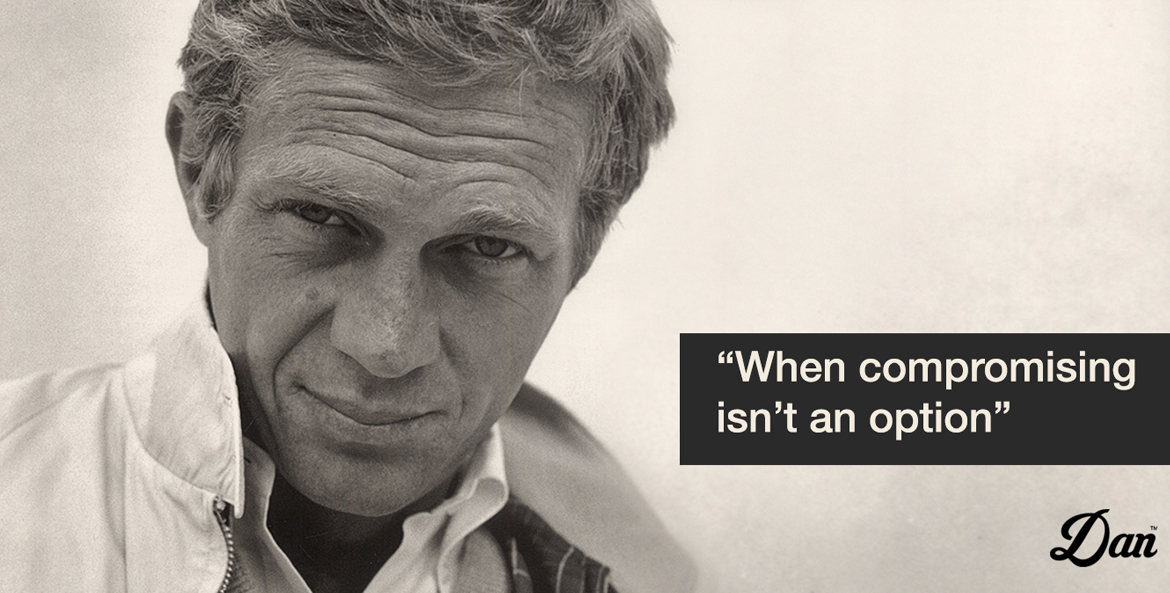 “When compromising
isn’t an option”
Dan™